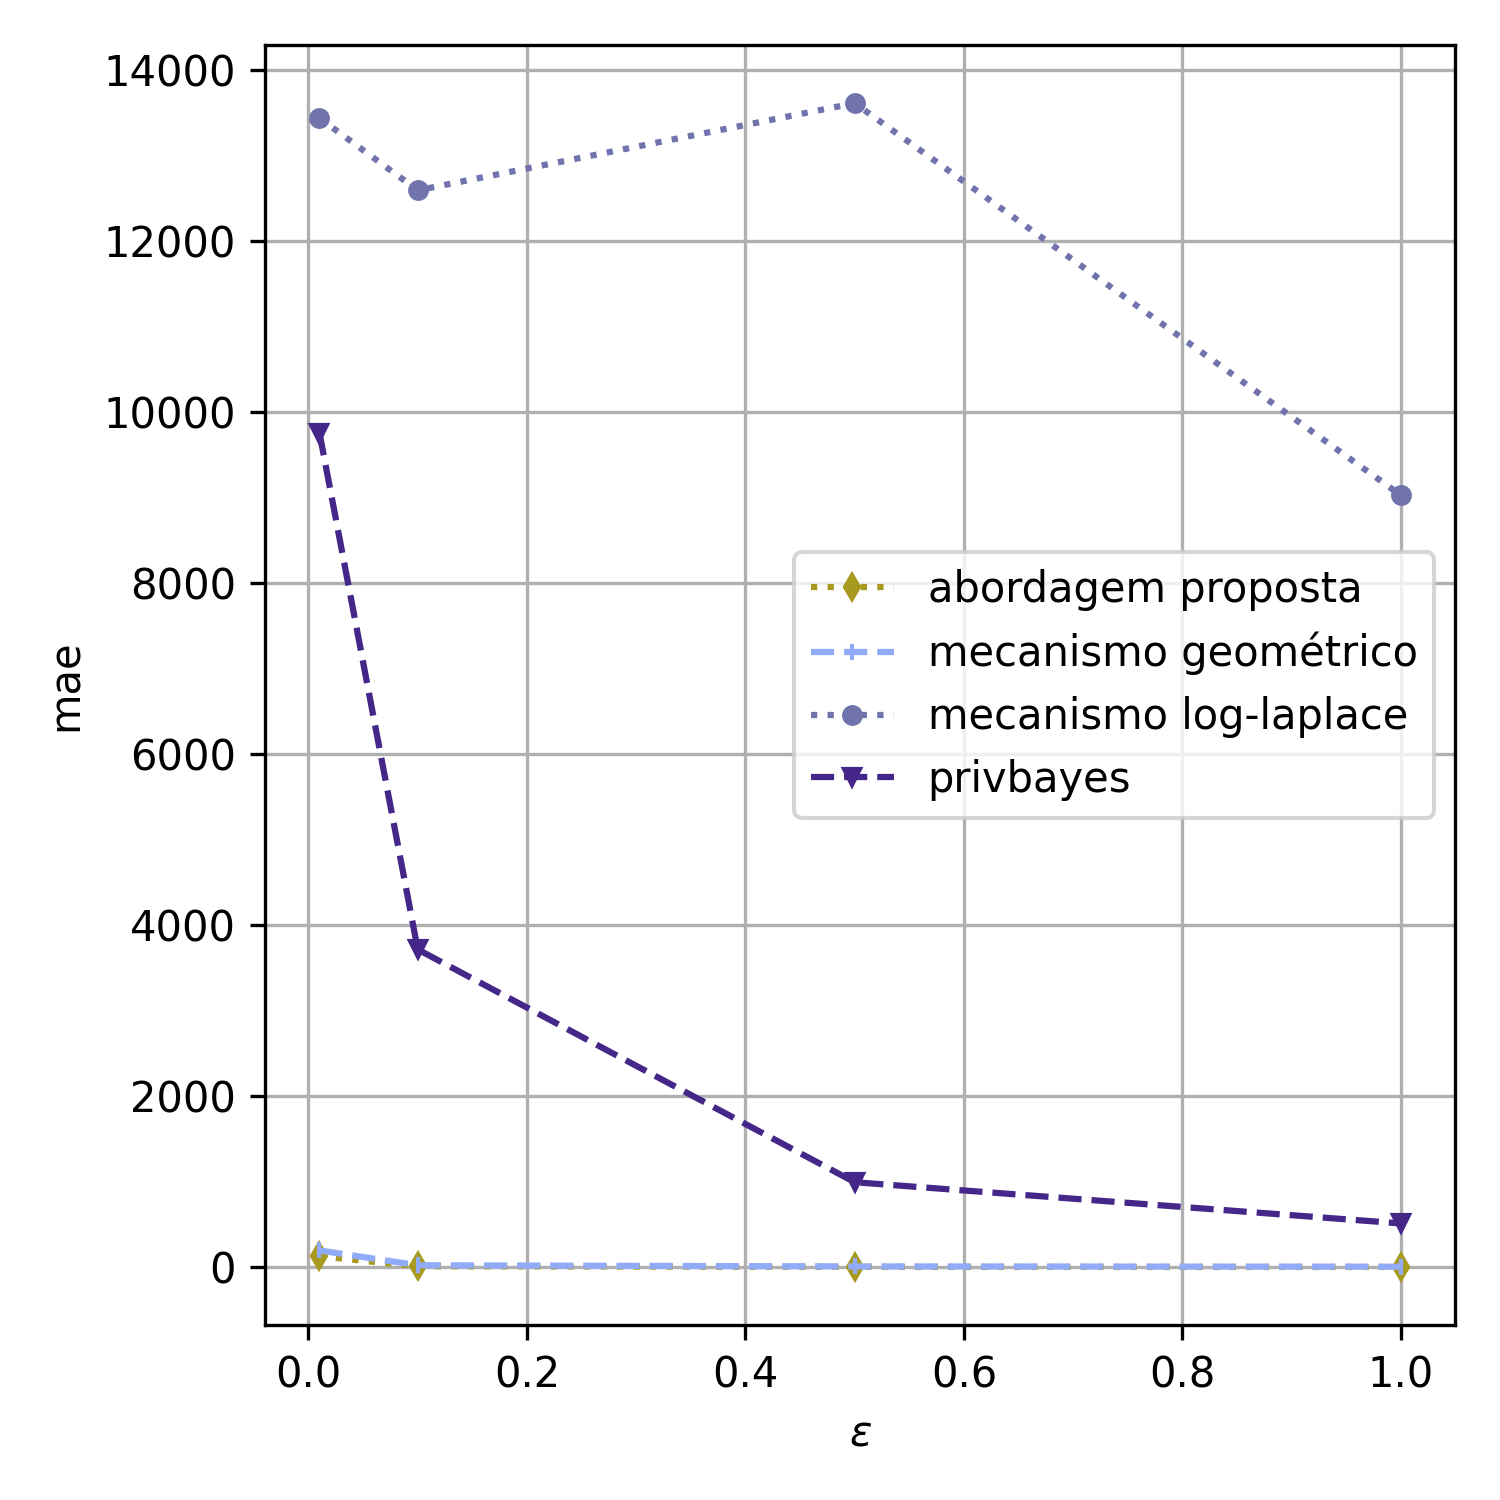 14000
12000
10000
8000
6000
4000
2000
0
mae
abordagem proposta
mecanismo geométrico
mecanismo log-laplace
privbayes
0.0 0.2 0.4 0.6 0.8 1.0
ε